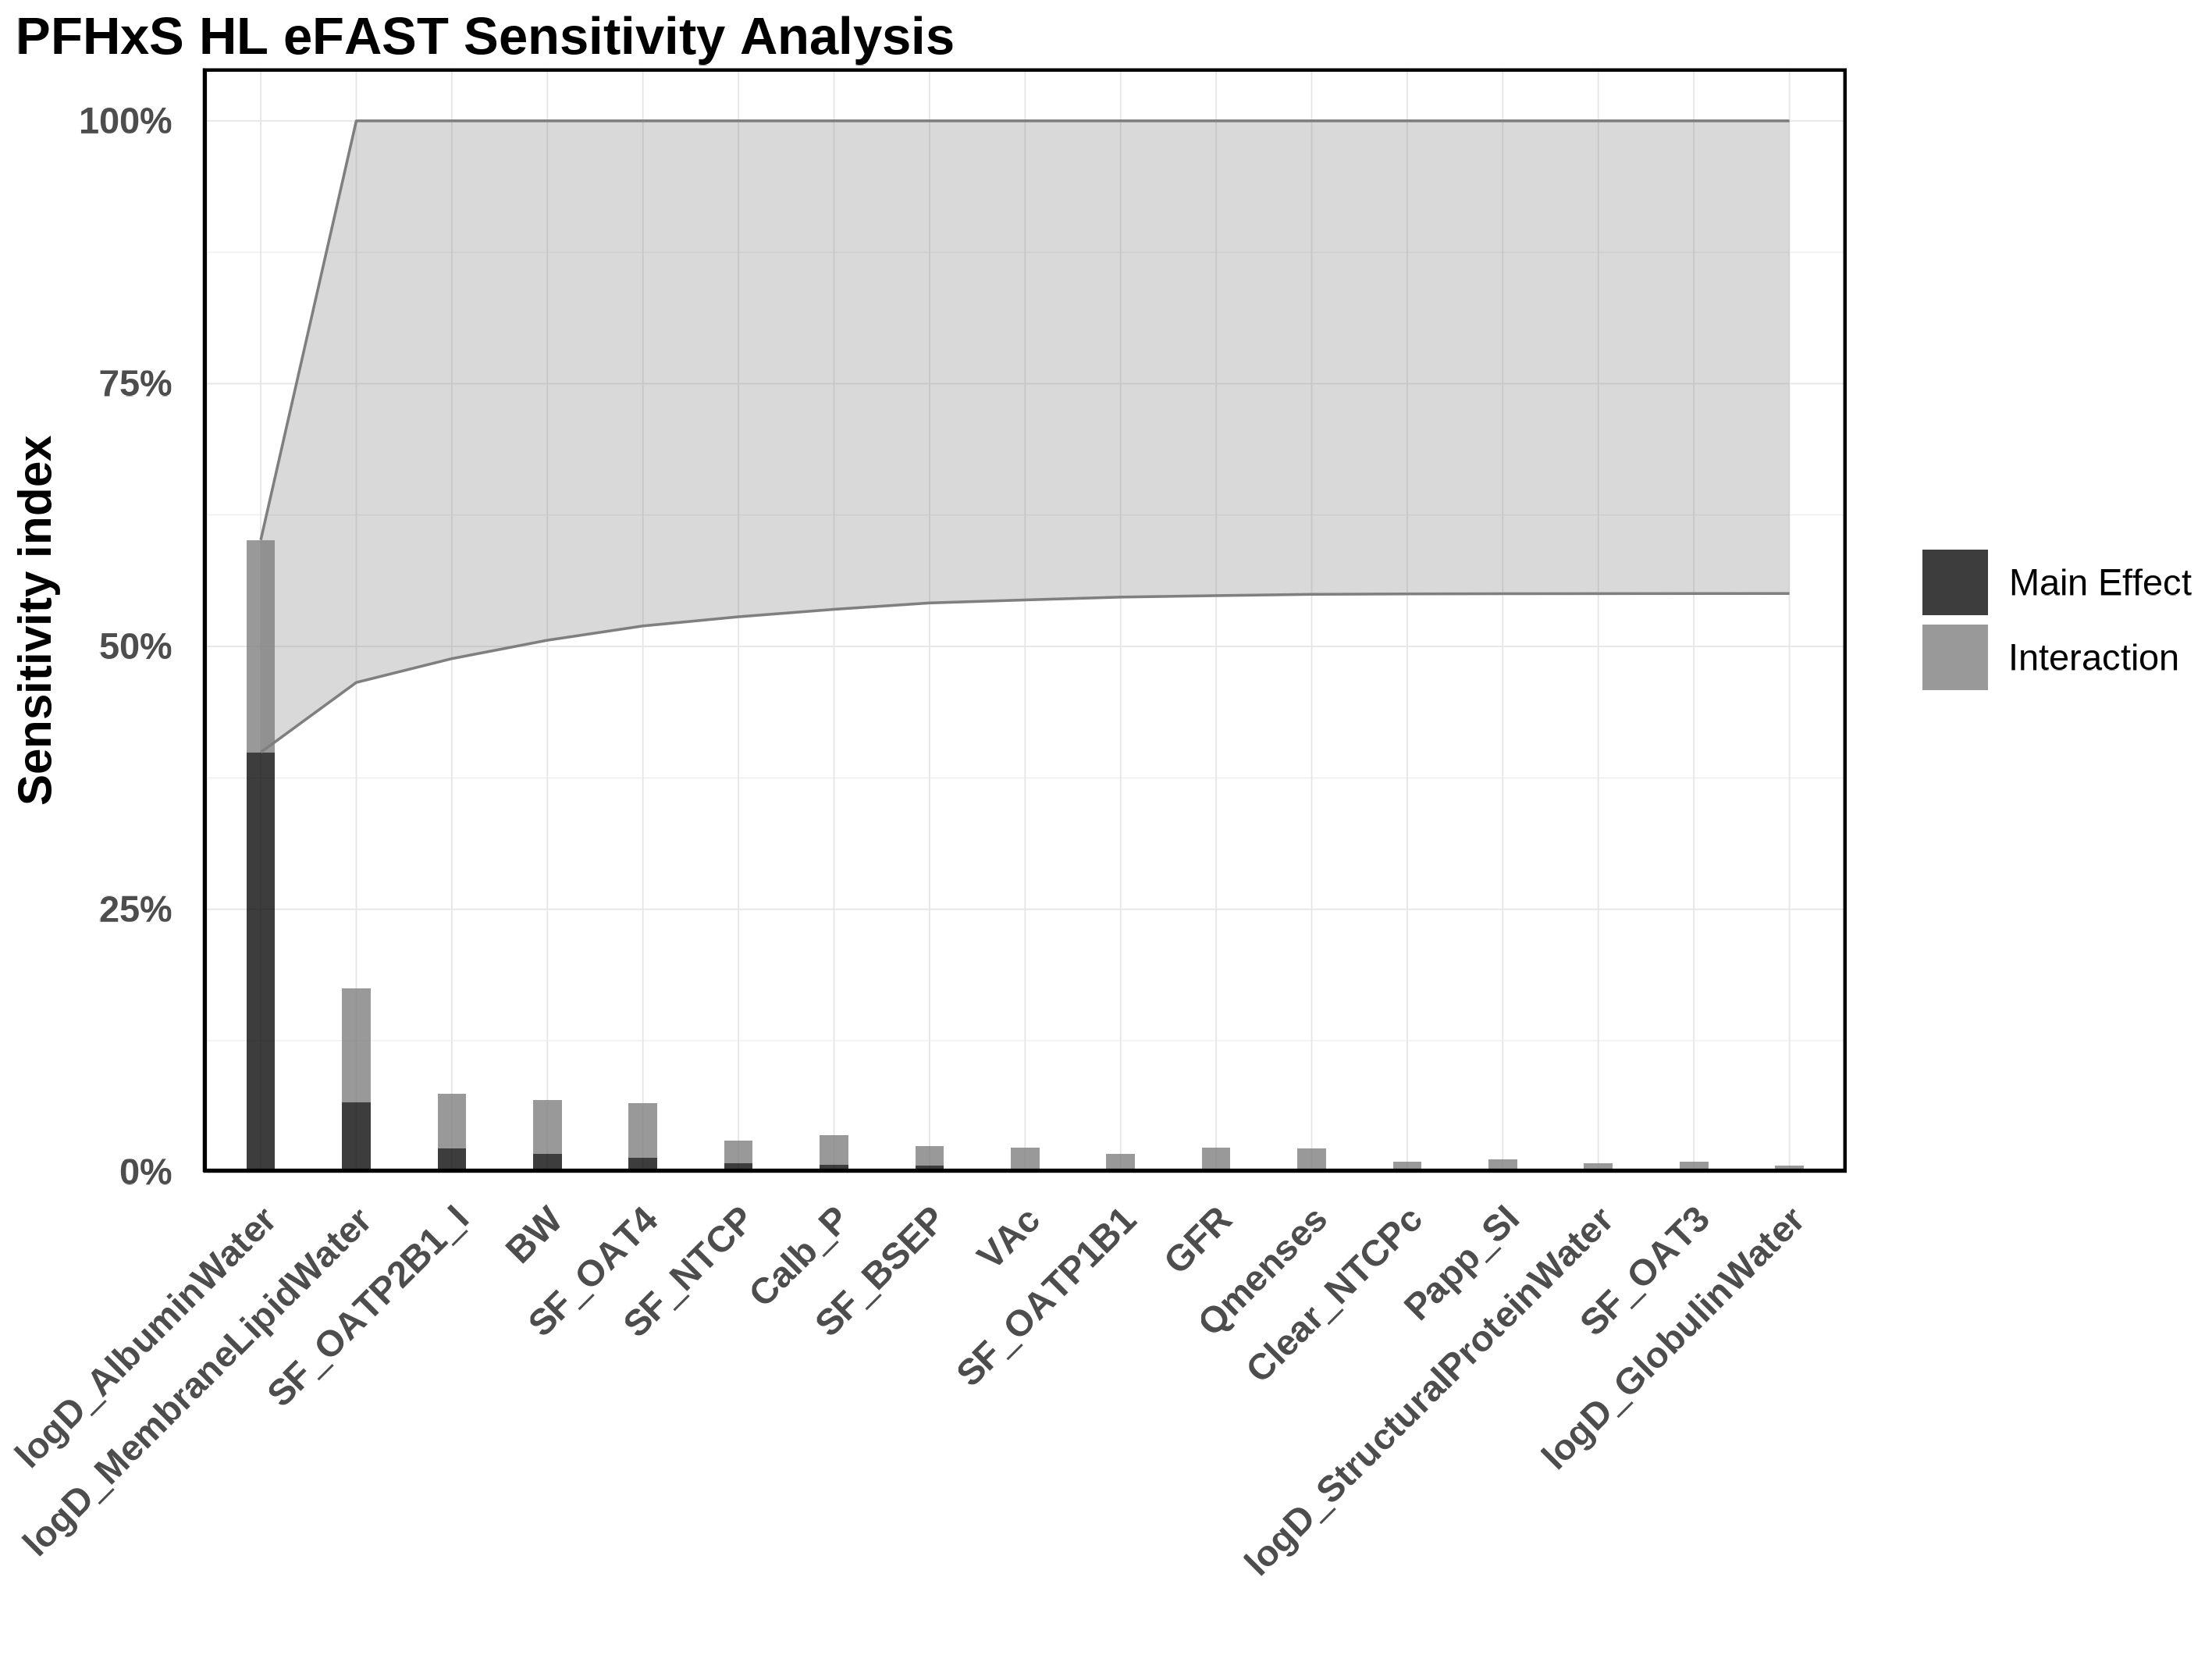 PFHxS HL eFAST Sensitivity Analysis
Sensitivity index
100%
75%
50%
25%
0%
Main Effect
Interaction
logD_AlbuminWater
logD_MembraneLipidWater
SF_OATP2B1_I
BW
SF_OAT4
SF_NTCP
Calb_P
SF_BSEP
VAc
SF_OATP1B1
GFR
Qmenses
Clear_NTCPc
Papp_SI
logD_StructuralProteinWater
SF_OAT3
logD_GlobulinWater